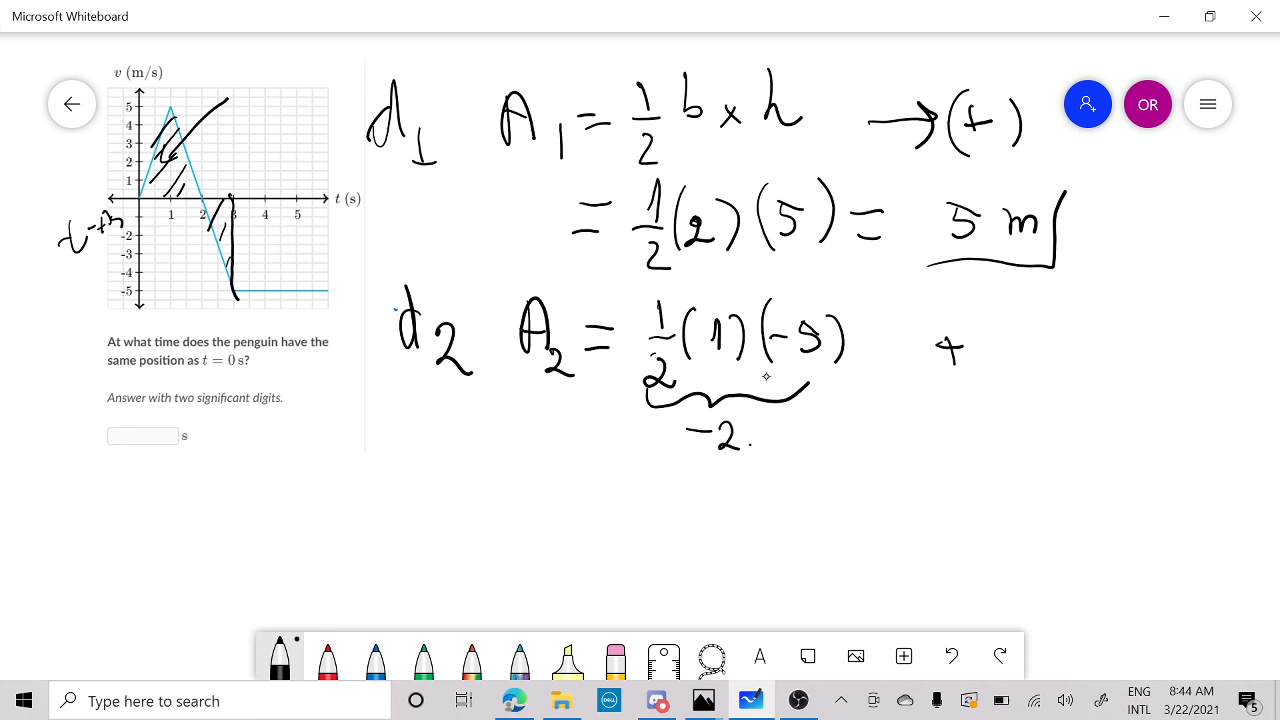 Microsoft Whiteboard
v (m/s)
5
4
3
2
1
-2
-3
-4
-5
1 2 3 4 5
t (s)
d1 A1 = 1/2 b x h → (+)
= 1/2 (2) (5) = 5 m
d2 A2 = 1/2 (1) (-5) +
-2.
At what time does the penguin have the
same position as t = 0 s?
Answer with two significant digits.
s
OR
A
Type here to search
DELL
ENG
INTL
8:44 AM
3/22/2021
5